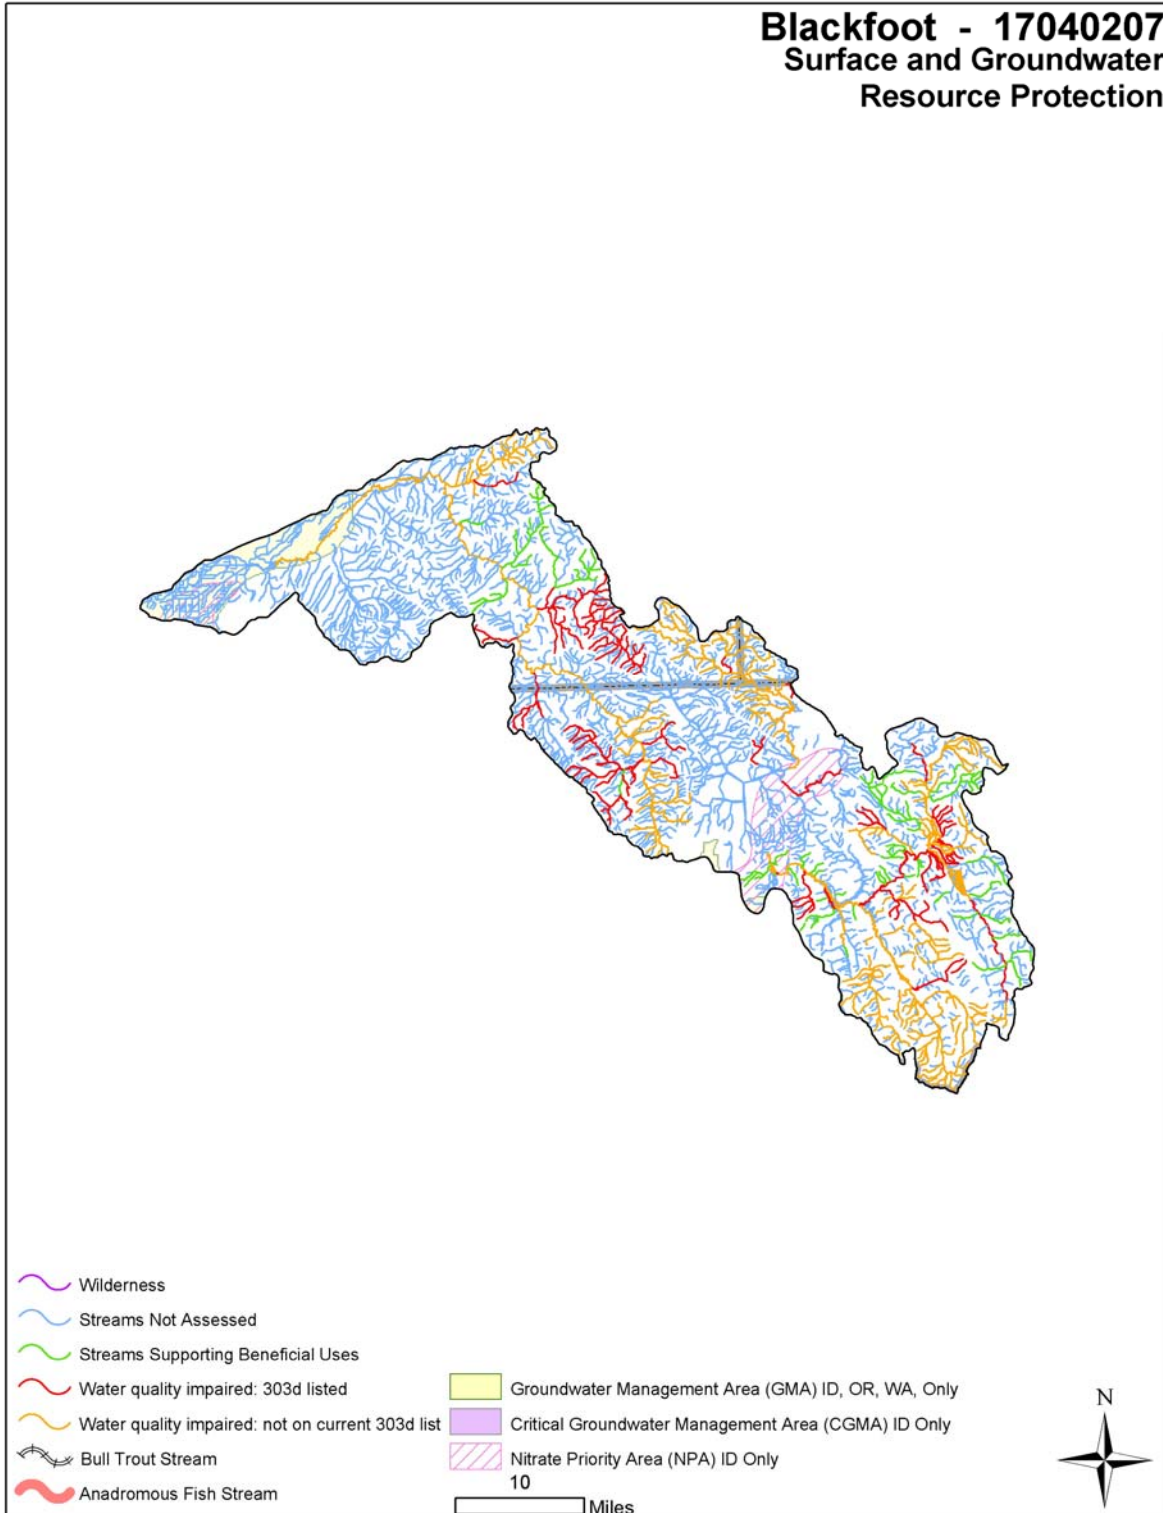 Blackfoot - 17040207
Surface and Groundwater
Resource Protection
Wilderness
Streams Not Assessed
Streams Supporting Beneficial Uses
Water quality impaired: 303d listed
Water quality impaired: not on current 303d list
Bull Trout Stream
Anadromous Fish Stream
Groundwater Management Area (GMA) ID, OR, WA, Only
Critical Groundwater Management Area (CGMA) ID Only
Nitrate Priority Area (NPA) ID Only
10
Miles
N